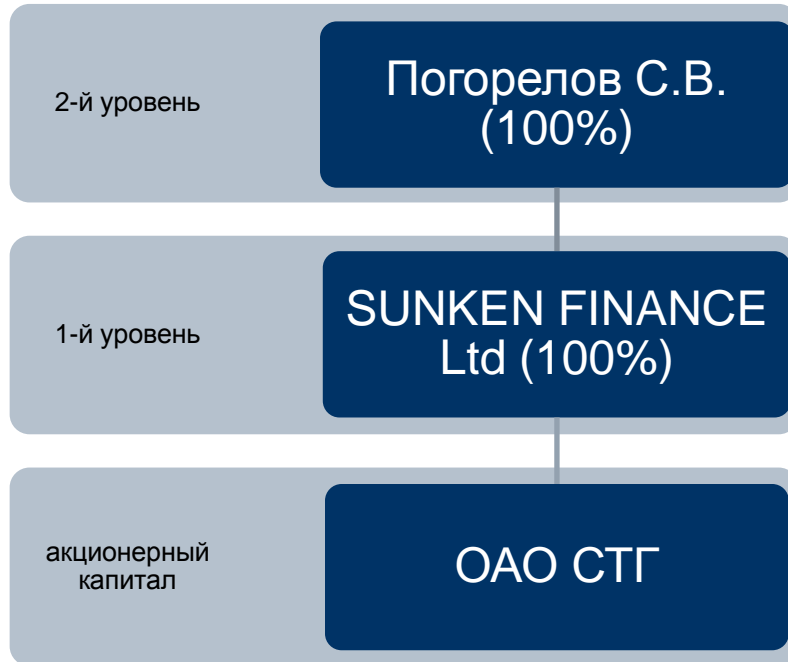 2-й уровень
Погорелов С.В.
(100%)
1-й уровень
SUNKEN FINANCE
Ltd (100%)
акционерный
капитал
ОАО СТГ